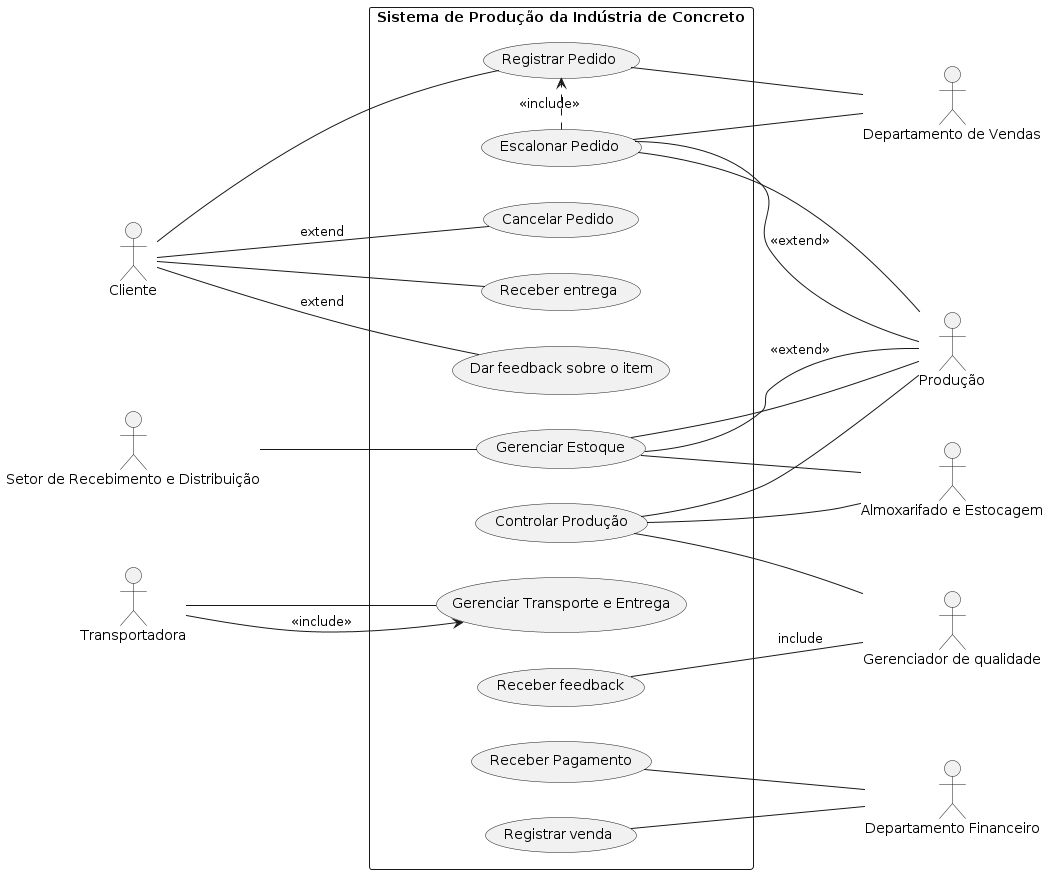 Sistema de Produção da Indústria de Concreto
Registrar Pedido
«include»
Escalonar Pedido
Departamento de Vendas
Cancelar Pedido
extend
«extend»
Cliente
Receber entrega
extend
«extend»
Dar feedback sobre o item
Produção
Gerenciar Estoque
Setor de Recebimento e Distribuição
Almoxarifado e Estocagem
Controlar Produção
Gerenciar Transporte e Entrega
«include»
Transportadora
include
Gerenciador de qualidade
Receber feedback
Receber Pagamento
Departamento Financeiro
Registrar venda